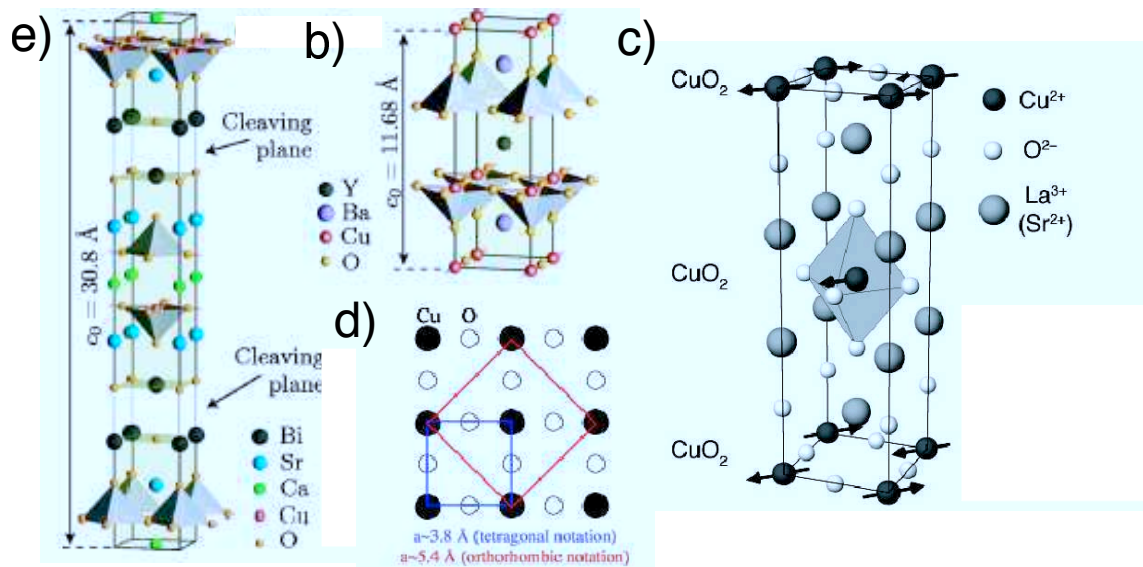 e)
c₀ = 30.8 Å
Cleaving
plane
Cleaving
plane
Bi
Sr
Ca
Cu
O
b)
c₀ = 11.68 Å
Y
Ba
Cu
O
d)
Cu O
a~3.8 Å (tetragonal notation)
a~5.4 Å (orthorhombic notation)
c)
CuO₂
CuO₂
CuO₂
Cu²⁺
O²⁻
La³⁺
(Sr²⁺)